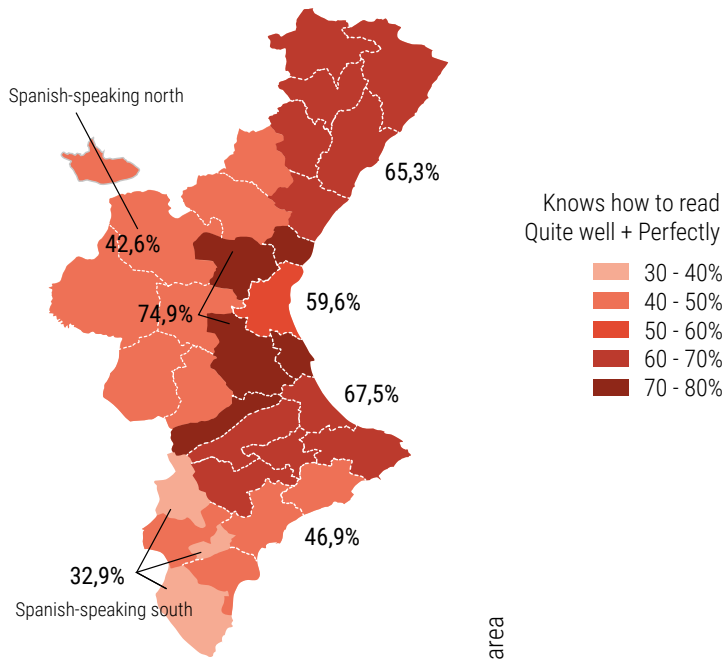 Spanish-speaking north
65,3%
Knows how to read
Quite well + Perfectly
42,6%
30 - 40%
40 - 50%
74,9%
59,6%
50 - 60%
60 - 70%
70 - 80%
67,5%
46,9%
32,9%
Spanish-speaking south
area